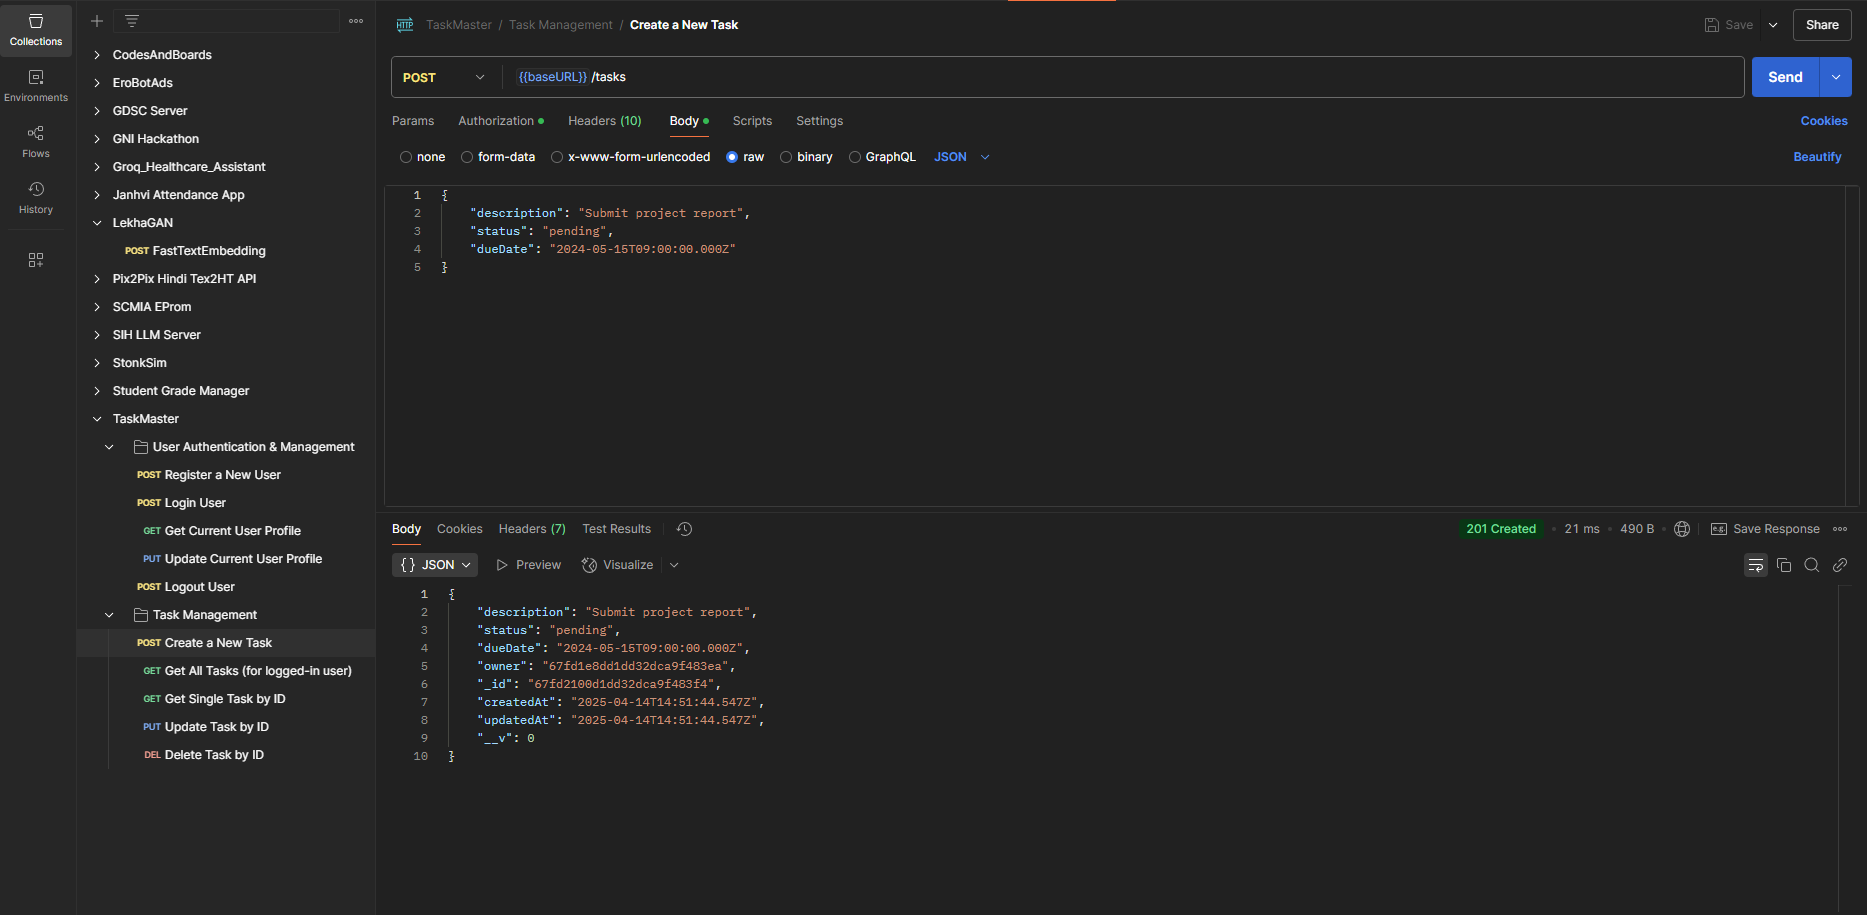 Collections
Environments
Flows
History
CodesAndBoards
EroBotAds
GDSC Server
GNI Hackathon
Groq_Healthcare_Assistant
Janhvi Attendance App
LekhaGAN
POST FastTextEmbedding
Pix2Pix Hindi Tex2HT API
SCMIA EProm
SIH LLM Server
StonkSim
Student Grade Manager
TaskMaster
User Authentication & Management
POST Register a New User
POST Login User
GET Get Current User Profile
PUT Update Current User Profile
POST Logout User
Task Management
POST Create a New Task
GET Get All Tasks (for logged-in user)
GET Get Single Task by ID
PUT Update Task by ID
DEL Delete Task by ID
HTTP TaskMaster / Task Management / Create a New Task
Save Share
POST {{baseURL}} /tasks Send
Params Authorization Headers (10) Body Scripts Settings Cookies
none form-data x-www-form-urlencoded raw binary GraphQL JSON Beautify
1 {
2 "description": "Submit project report",
3 "status": "pending",
4 "dueDate": "2024-05-15T09:00:00.000Z"
5 }
Body Cookies Headers (7) Test Results 201 Created 21 ms 490 B e.g. Save Response
{} JSON Preview Visualize
1 {
2 "description": "Submit project report",
3 "status": "pending",
4 "dueDate": "2024-05-15T09:00:00.000Z",
5 "owner": "67fd1e8dd1dd32dca9f483ea",
6 "_id": "67fd2100d1dd32dca9f483f4",
7 "createdAt": "2025-04-14T14:51:44.547Z",
8 "updatedAt": "2025-04-14T14:51:44.547Z",
9 "__v": 0
10 }